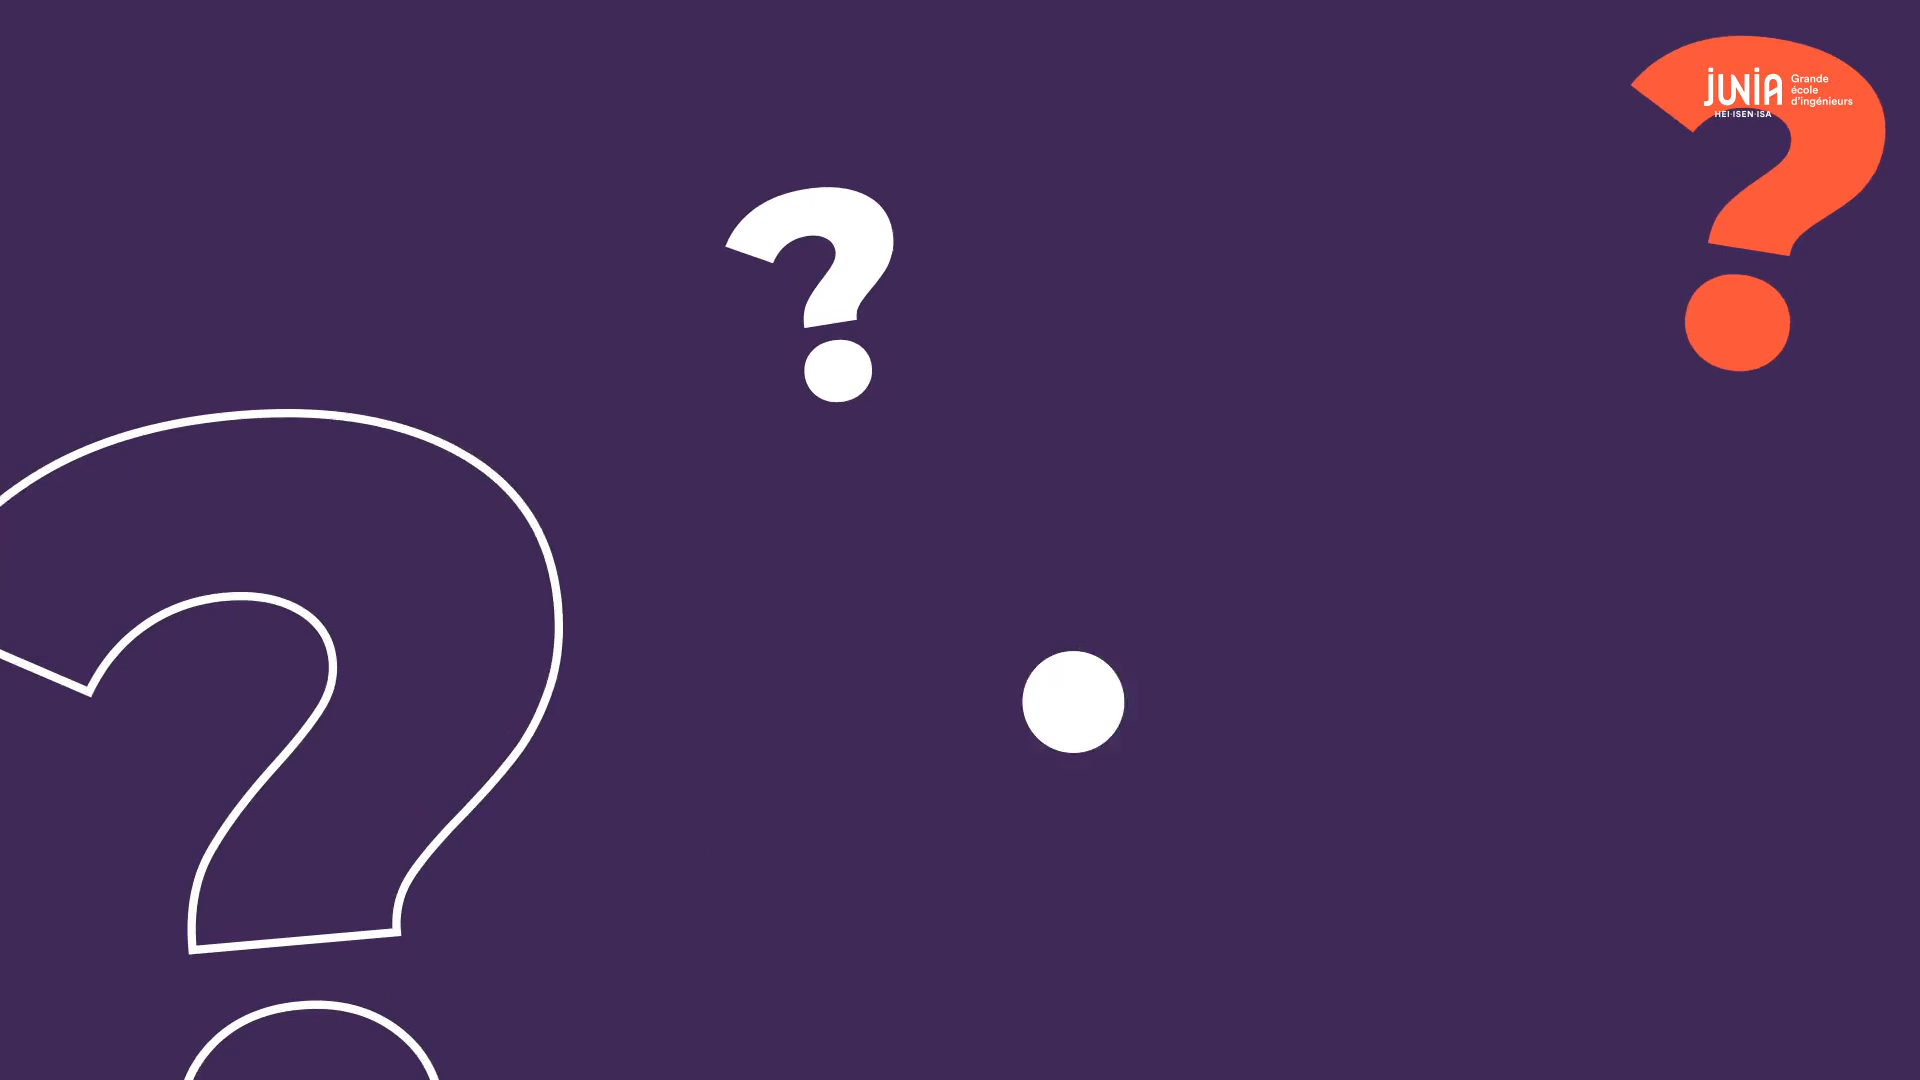 ?
?
?
JUNIA
Grande
école
d'ingénieurs
HEI·ISEN·ISA